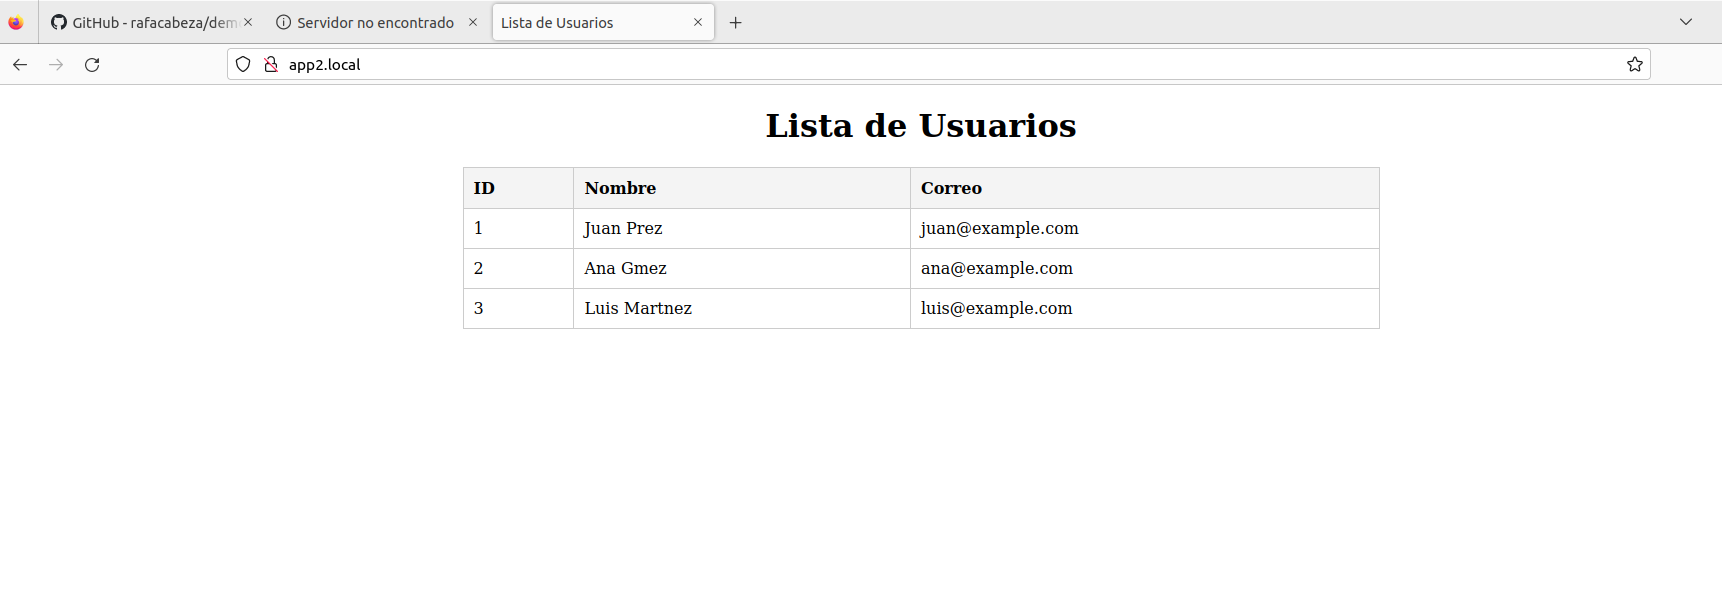 GitHub - rafacabeza/dem
Servidor no encontrado
Lista de Usuarios
app2.local
Lista de Usuarios
ID Nombre Correo
1 Juan Prez juan@example.com
2 Ana Gmez ana@example.com
3 Luis Martnez luis@example.com